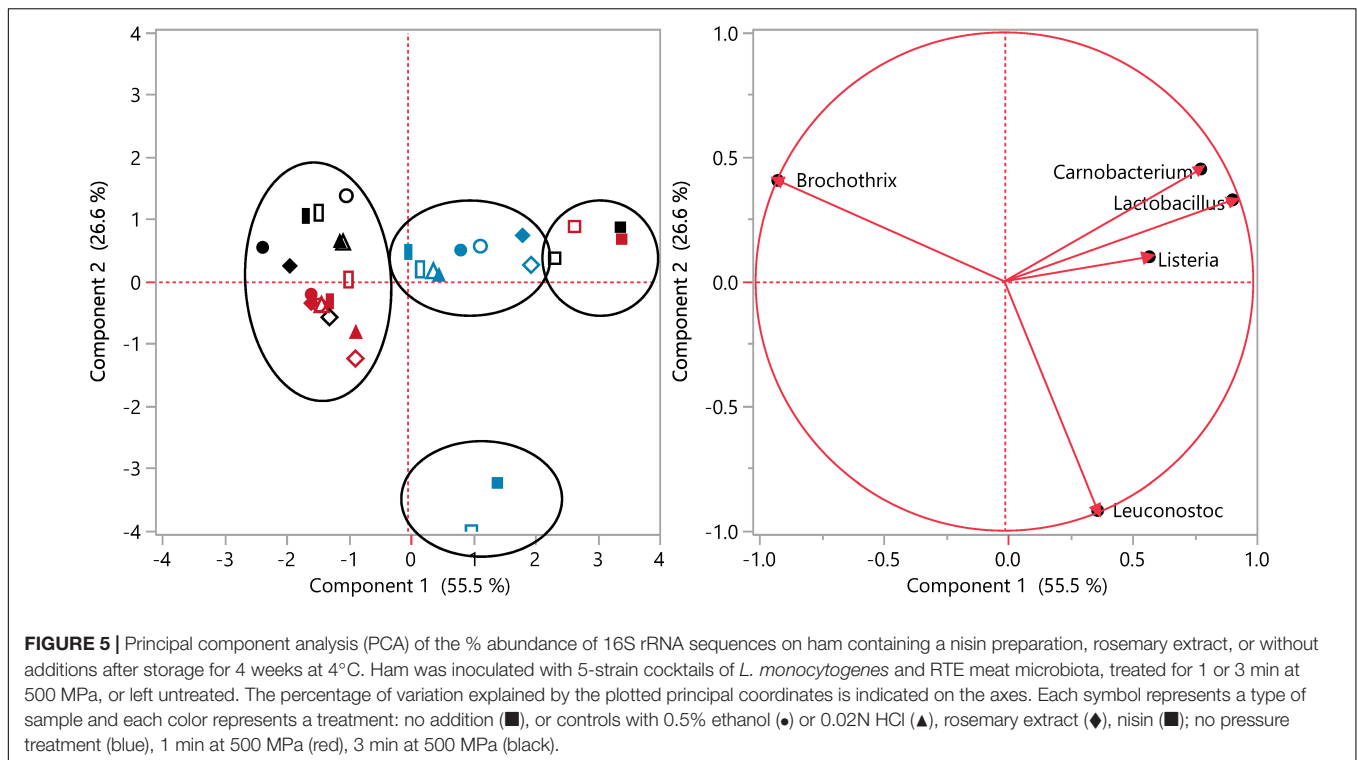 4
3
2
1
0
-1
-2
-3
-4
Component 2 (26.6 %)
-4 -3 -2 -1 0 1 2 3 4
Component 1 (55.5 %)
1.0
0.5
0.0
-0.5
-1.0
Component 2 (26.6 %)
Brochothrix
Carnobacterium
Lactobacillus
Listeria
Leuconostoc
-1.0 -0.5 0.0 0.5 1.0
Component 1 (55.5 %)
FIGURE 5 | Principal component analysis (PCA) of the % abundance of 16S rRNA sequences on ham containing a nisin preparation, rosemary extract, or without
additions after storage for 4 weeks at 4°C. Ham was inoculated with 5-strain cocktails of L. monocytogenes and RTE meat microbiota, treated for 1 or 3 min at
500 MPa, or left untreated. The percentage of variation explained by the plotted principal coordinates is indicated on the axes. Each symbol represents a type of
sample and each color represents a treatment: no addition (■), or controls with 0.5% ethanol (●) or 0.02N HCl (▲), rosemary extract (♦), nisin (■); no pressure
treatment (blue), 1 min at 500 MPa (red), 3 min at 500 MPa (black).